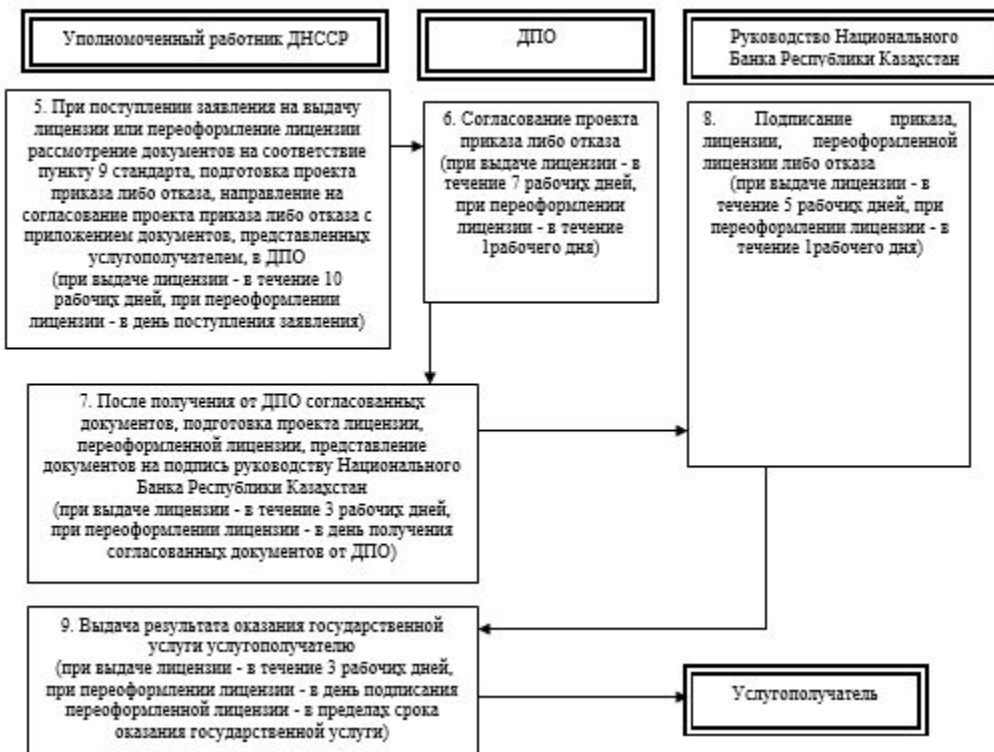 Уполномоченный работник ДНССР
ДПО
Руководство Национального
Банка Республики Казахстан
5. При поступлении заявления на выдачу
лицензии или переоформление лицензии
рассмотрение документов на соответствие
пункту 9 стандарта, подготовка проекта
приказа либо отказа, направление на
согласование проекта приказа либо отказа с
приложением документов, представленных
услугополучателем, в ДПО
(при выдаче лицензии - в течение 10
рабочих дней, при переоформлении
лицензии - в день поступления заявления)
6. Согласование проекта
приказа либо отказа
(при выдаче лицензии - в
течение 7 рабочих дней,
при переоформлении
лицензии - в течение
1рабочего дня)
8. Подписание приказа,
лицензии, переоформленной
лицензии либо отказа
(при выдаче лицензии - в
течение 5 рабочих дней, при
переоформлении лицензии - в
течение 1рабочего дня)
7. После получения от ДПО согласованных
документов, подготовка проекта лицензии,
переоформленной лицензии, представление
документов на подпись руководству Национального
Банка Республики Казахстан
(при выдаче лицензии - в течение 3 рабочих дней,
при переоформлении лицензии - в день получения
согласованных документов от ДПО)
9. Выдача результата оказания государственной
услуги услугополучателю
(при выдаче лицензии - в течение 3 рабочих дней,
при переоформлении лицензии - в день подписания
переоформленной лицензии - в пределах срока
оказания государственной услуги)
Услугополучатель